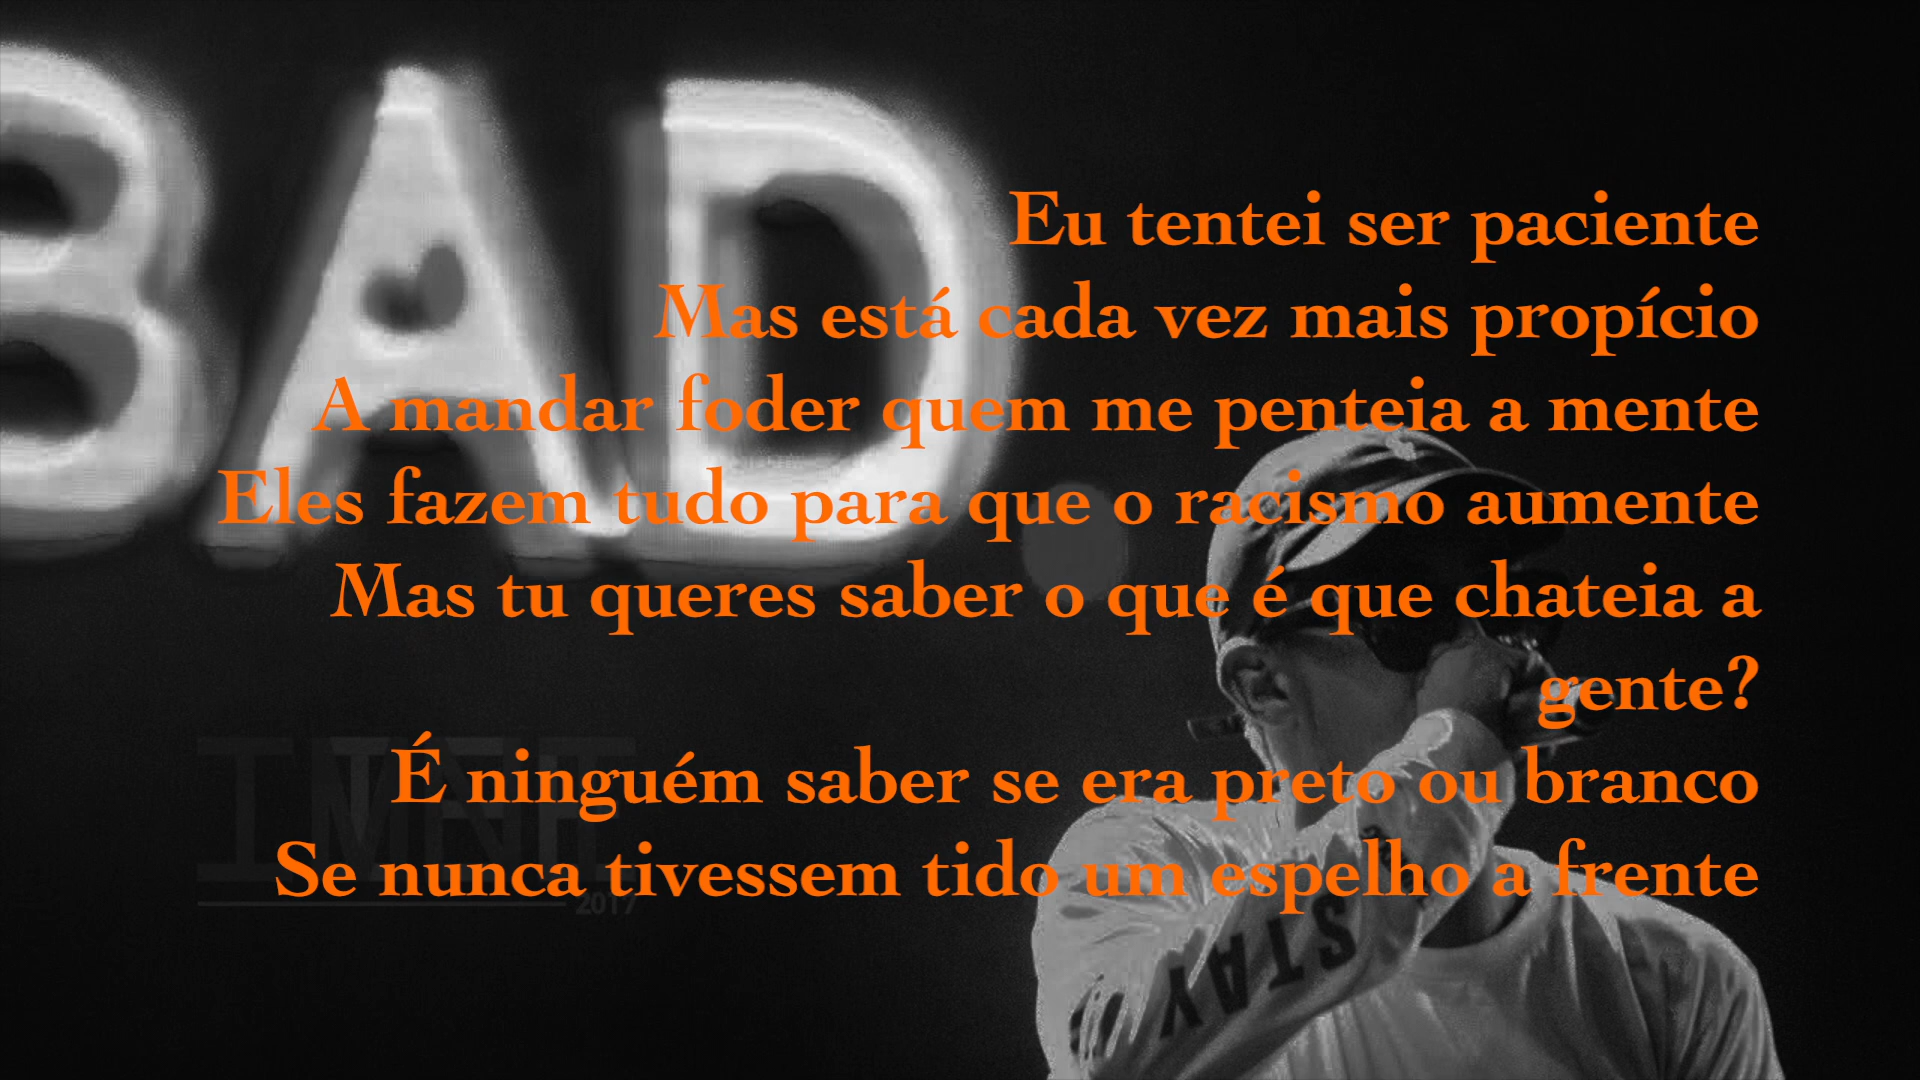 BAD.
Eu tentei ser paciente
Mas está cada vez mais propício
A mandar foder quem me penteia a mente
Eles fazem tudo para que o racismo aumente
Mas tu queres saber o que é que chateia a
gente?
É ninguém saber se era preto ou branco
Se nunca tivessem tido um espelho a frente
2017
STAY